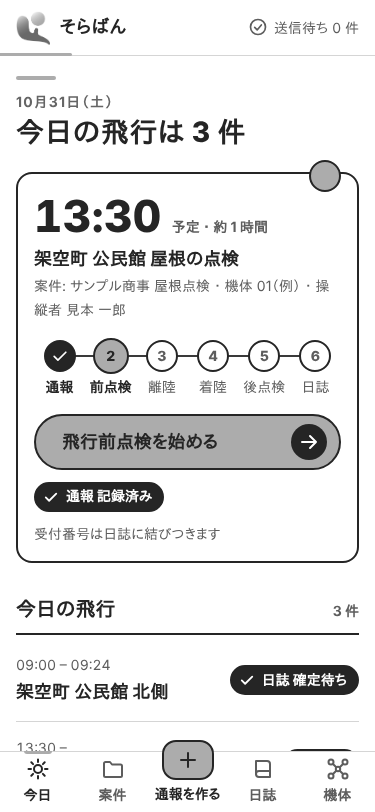 そらばん
送信待ち 0 件
10月31日（土）
今日の飛行は 3 件
13:30 予定・約1時間
架空町 公民館 屋根の点検
案件: サンプル商事 屋根点検・機体 01（例）・操
縦者 見本 一郎
2 3 4 5 6
通報 前点検 離陸 着陸 後点検 日誌
飛行前点検を始める
通報 記録済み
受付番号は日誌に結びつきます
今日の飛行 3 件
09:00 – 09:24
架空町 公民館 北側
日誌 確定待ち
13:30 –
今日 案件 通報を作る 日誌 機体